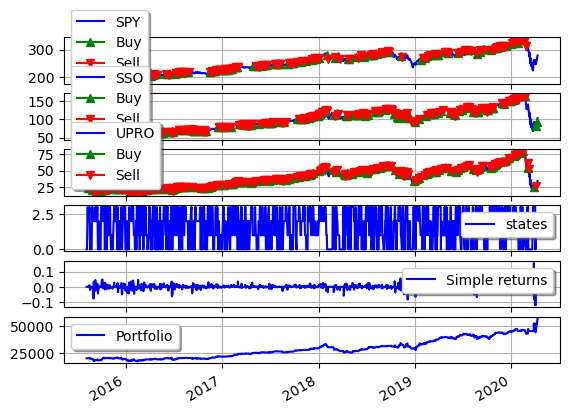 SPY
Buy
Sell
300
200
SSO
Buy
Sell
150
100
50
UPRO
Buy
Sell
75
50
25
2.5
0.0
states
0.1
0.0
−0.1
Simple returns
50000
25000
Portfolio
2016
2017
2018
2019
2020